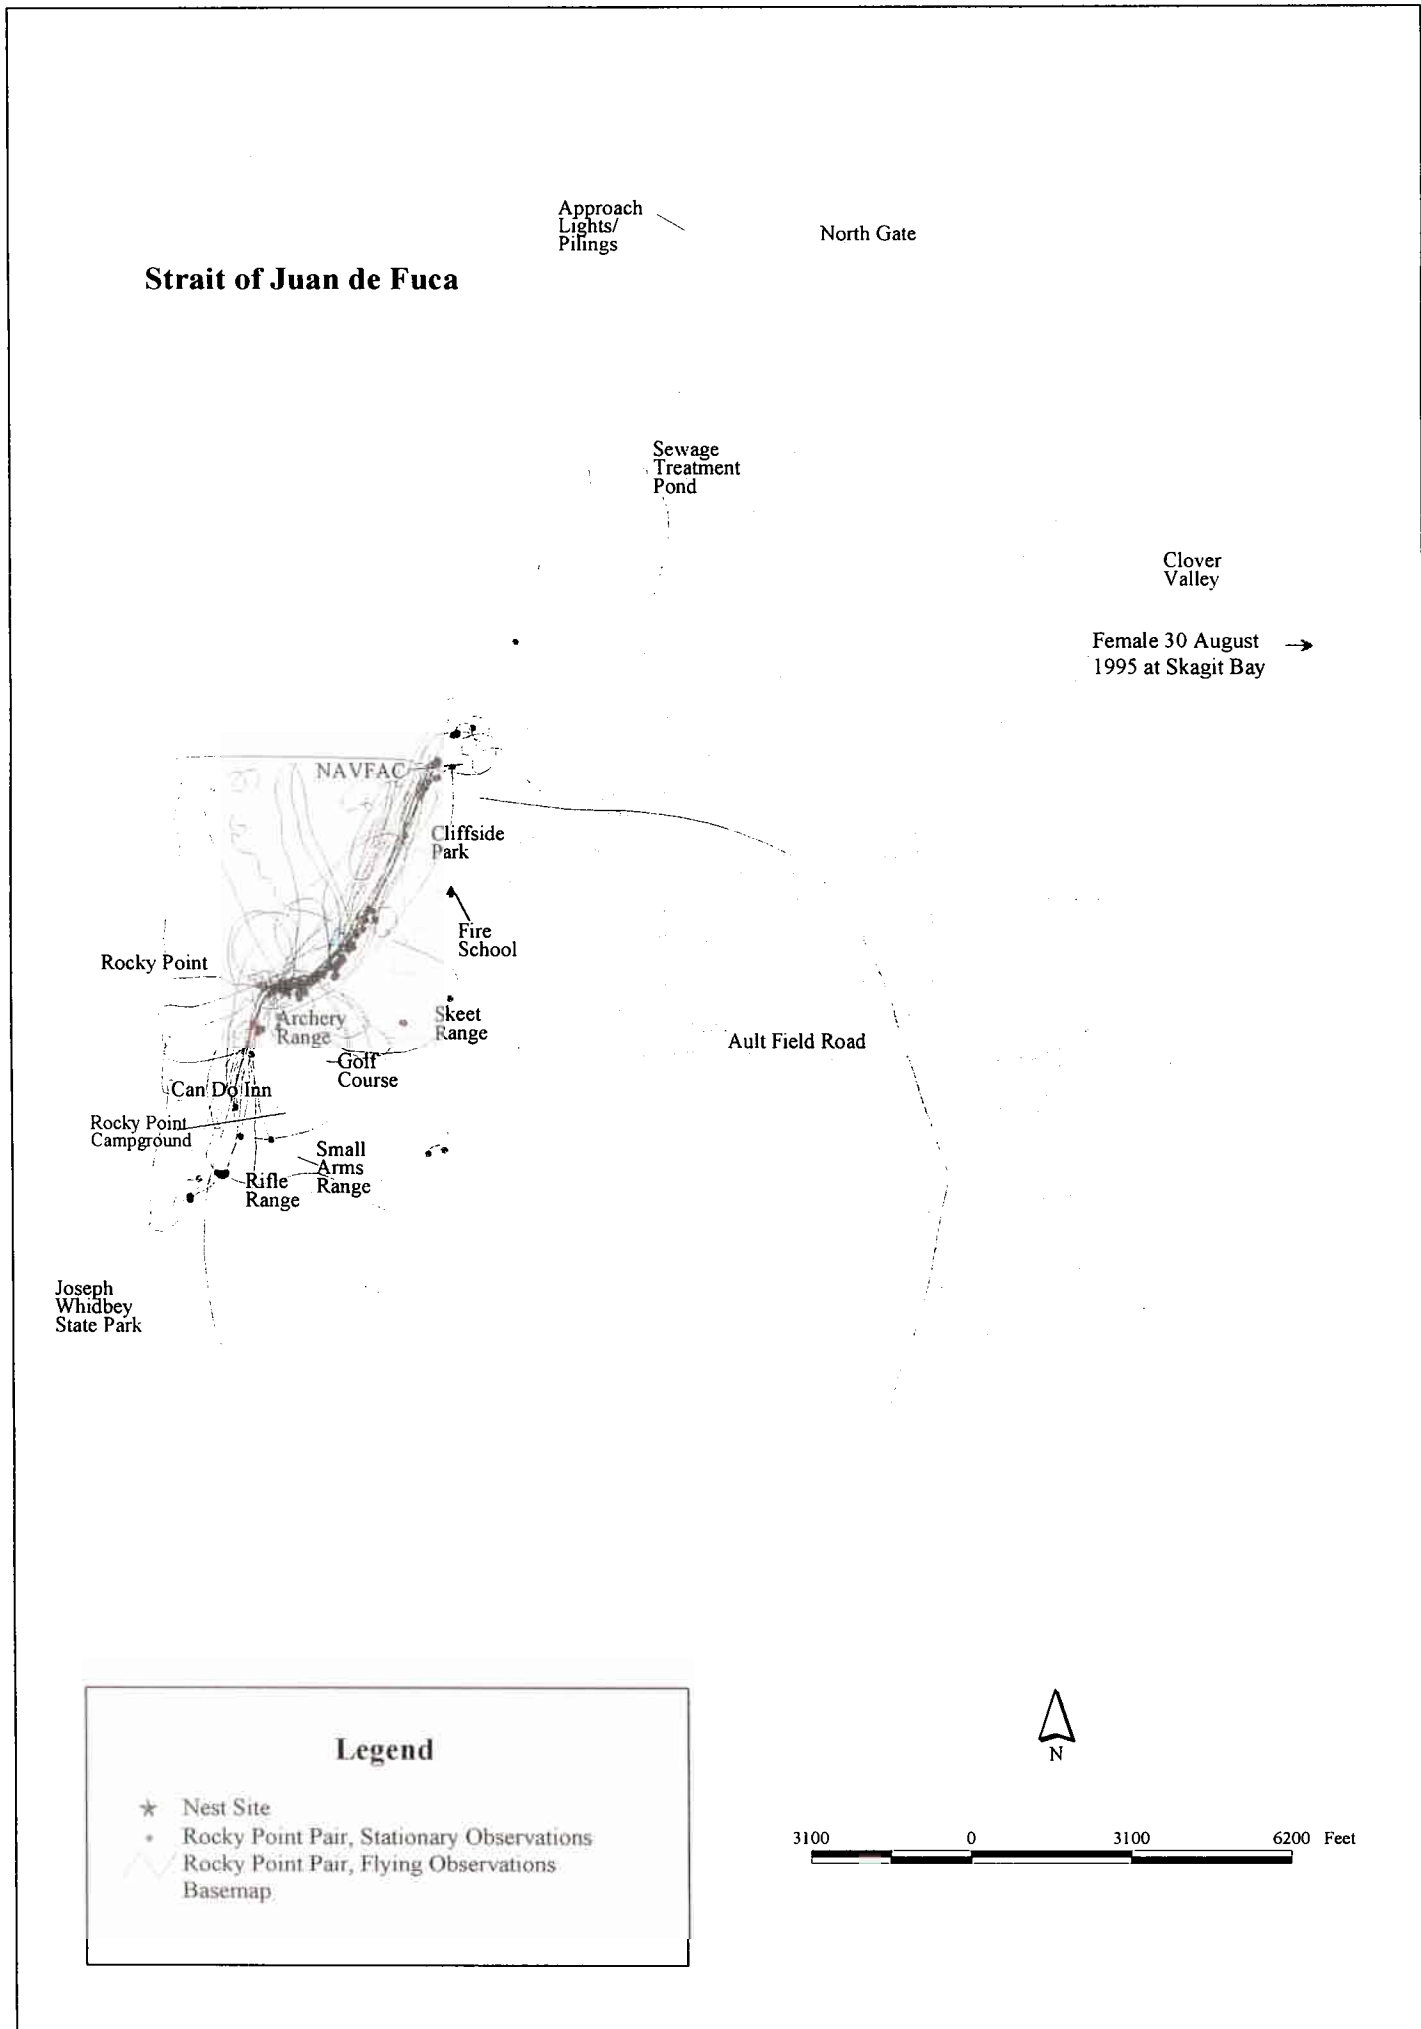 Approach
Lights/
Pilings
North Gate
Strait of Juan de Fuca
Sewage
Treatment
Pond
Clover
Valley
Female 30 August
1995 at Skagit Bay
NAVFAC
Cliffside
Park
Fire
School
Rocky Point
Archery
Range
Skeet
Range
Ault Field Road
Golf
Course
Can Do Inn
Rocky Point
Campground
Small
Arms
Range
Rifle
Range
Joseph
Whidbey
State Park
Legend
Nest Site
Rocky Point Pair, Stationary Observations
Rocky Point Pair, Flying Observations
Basemap
N
3100 0 3100 6200 Feet